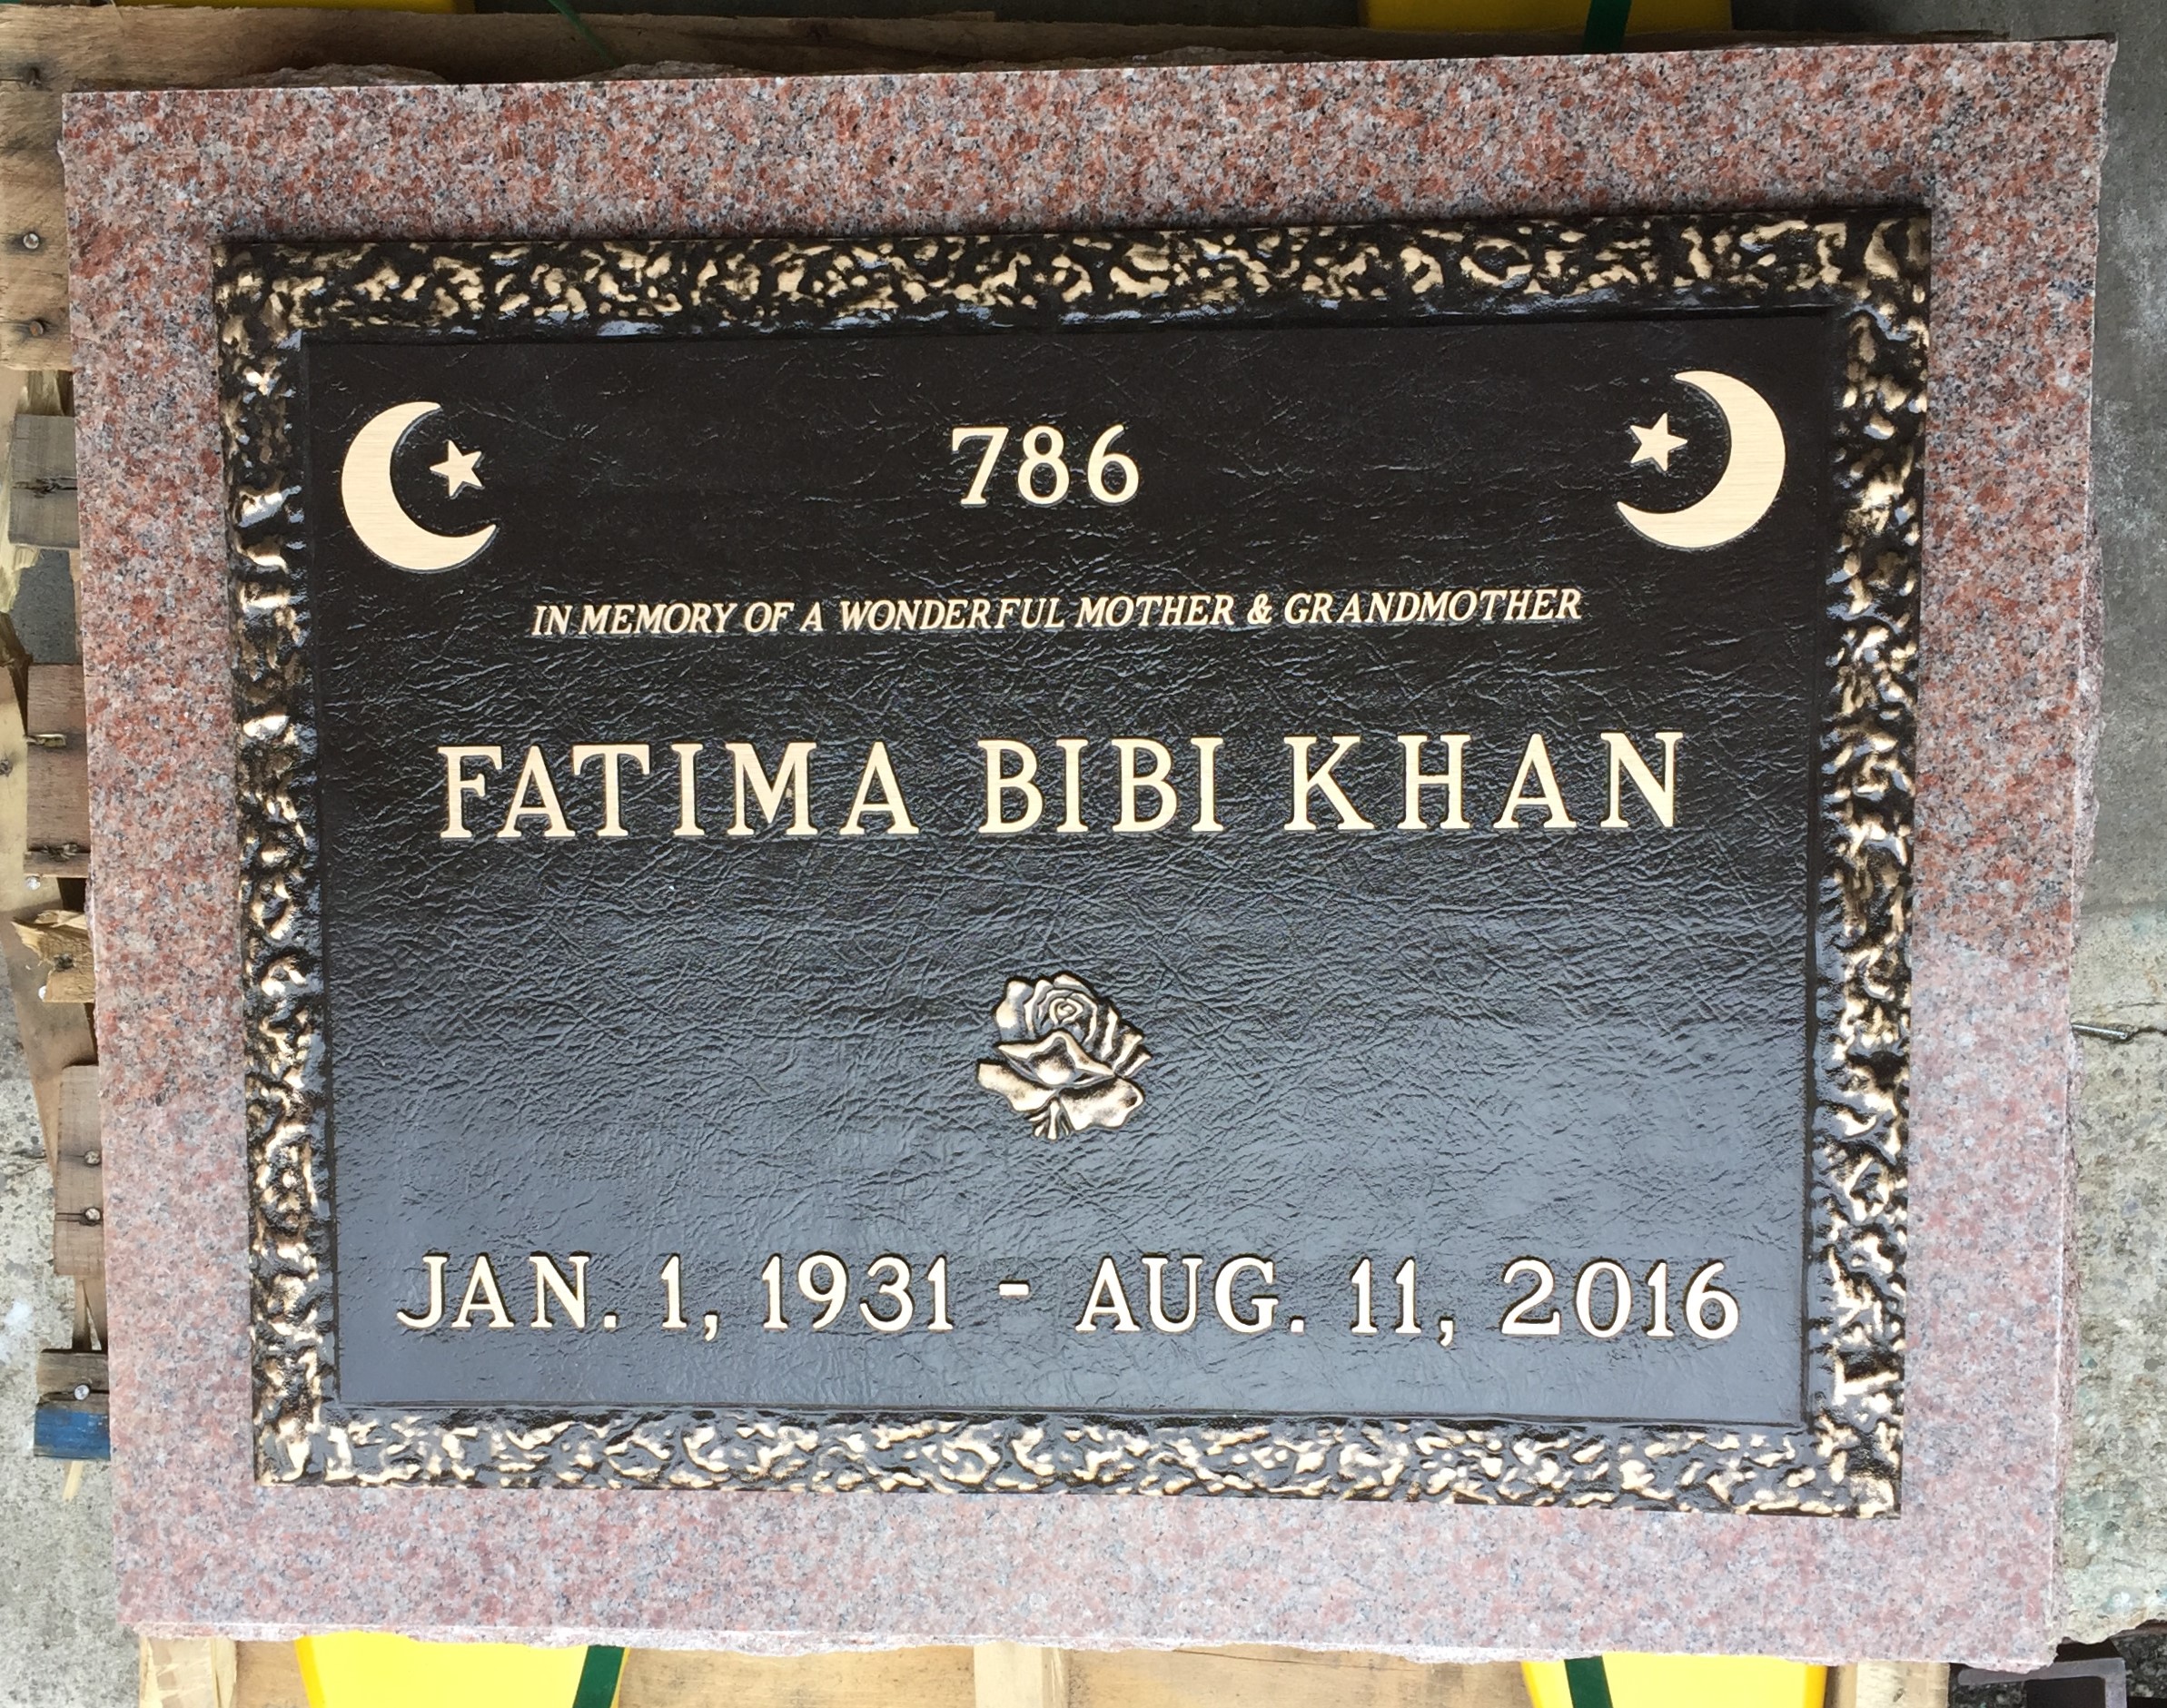 786
IN MEMORY OF A WONDERFUL MOTHER & GRANDMOTHER
FATIMA BIBI KHAN
JAN. 1, 1931 - AUG. 11, 2016